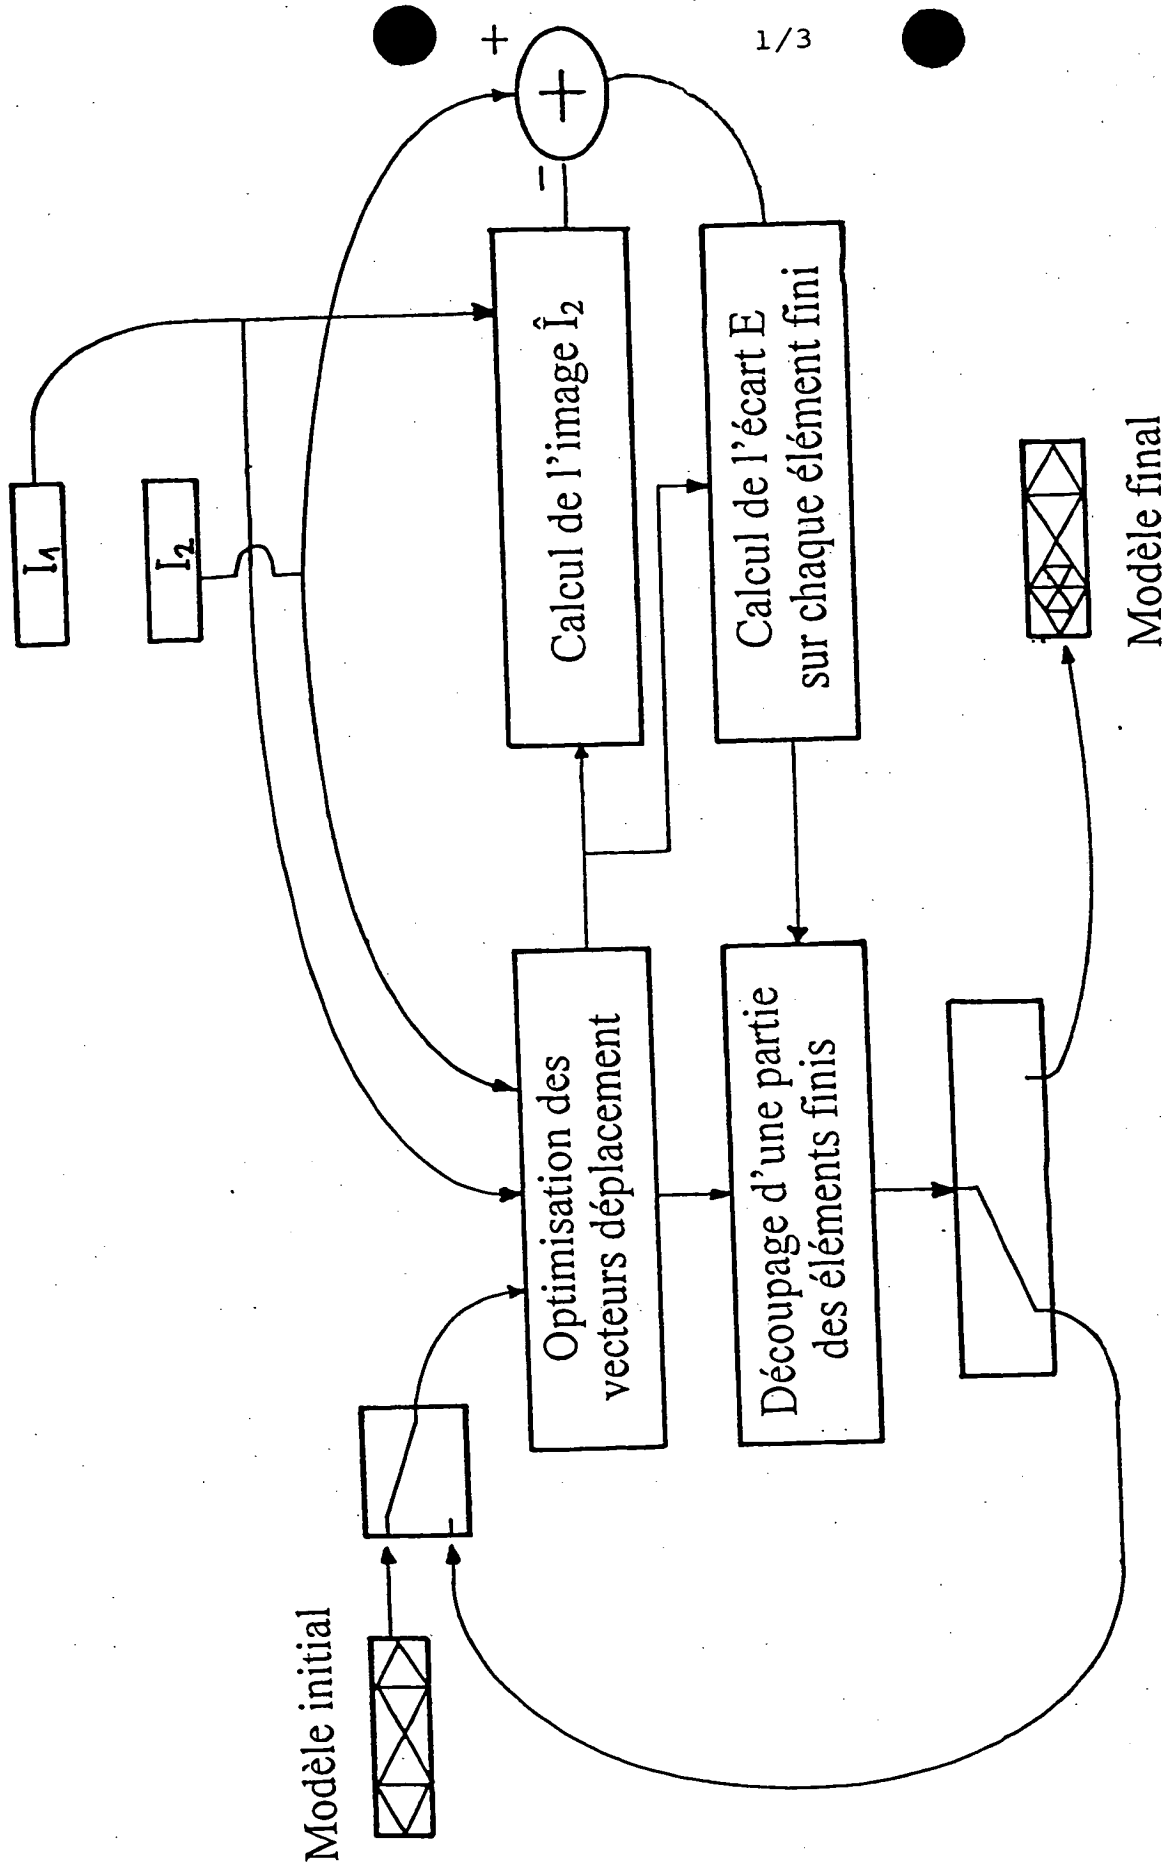 1/3
I1
I2
+
+
-
Calcul de l'image Î2
Calcul de l'écart E
sur chaque élément fini
Modèle initial
Optimisation des
vecteurs déplacement
Découpage d'une partie
des éléments finis
Modèle final